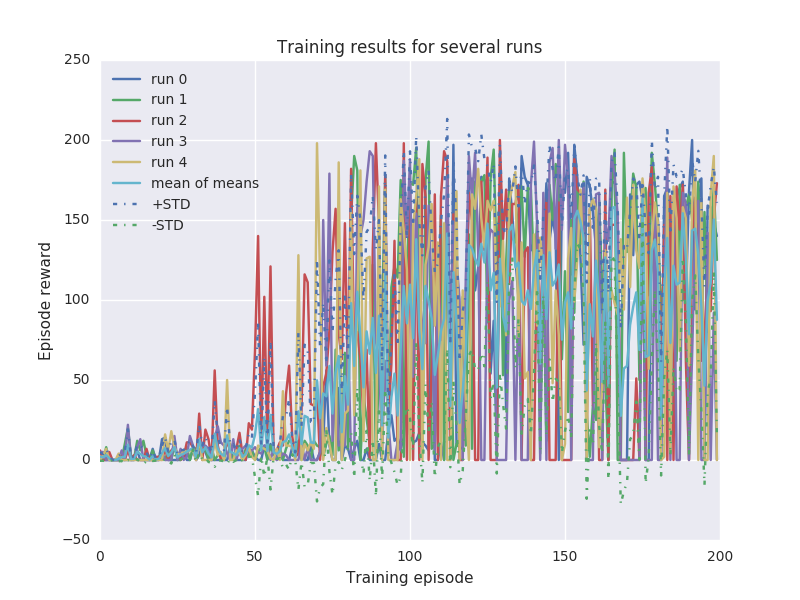 Training results for several runs
250
200
150
100
50
0
−50
run 0
run 1
run 2
run 3
run 4
mean of means
+STD
-STD
Episode reward
0
50
100
150
200
Training episode